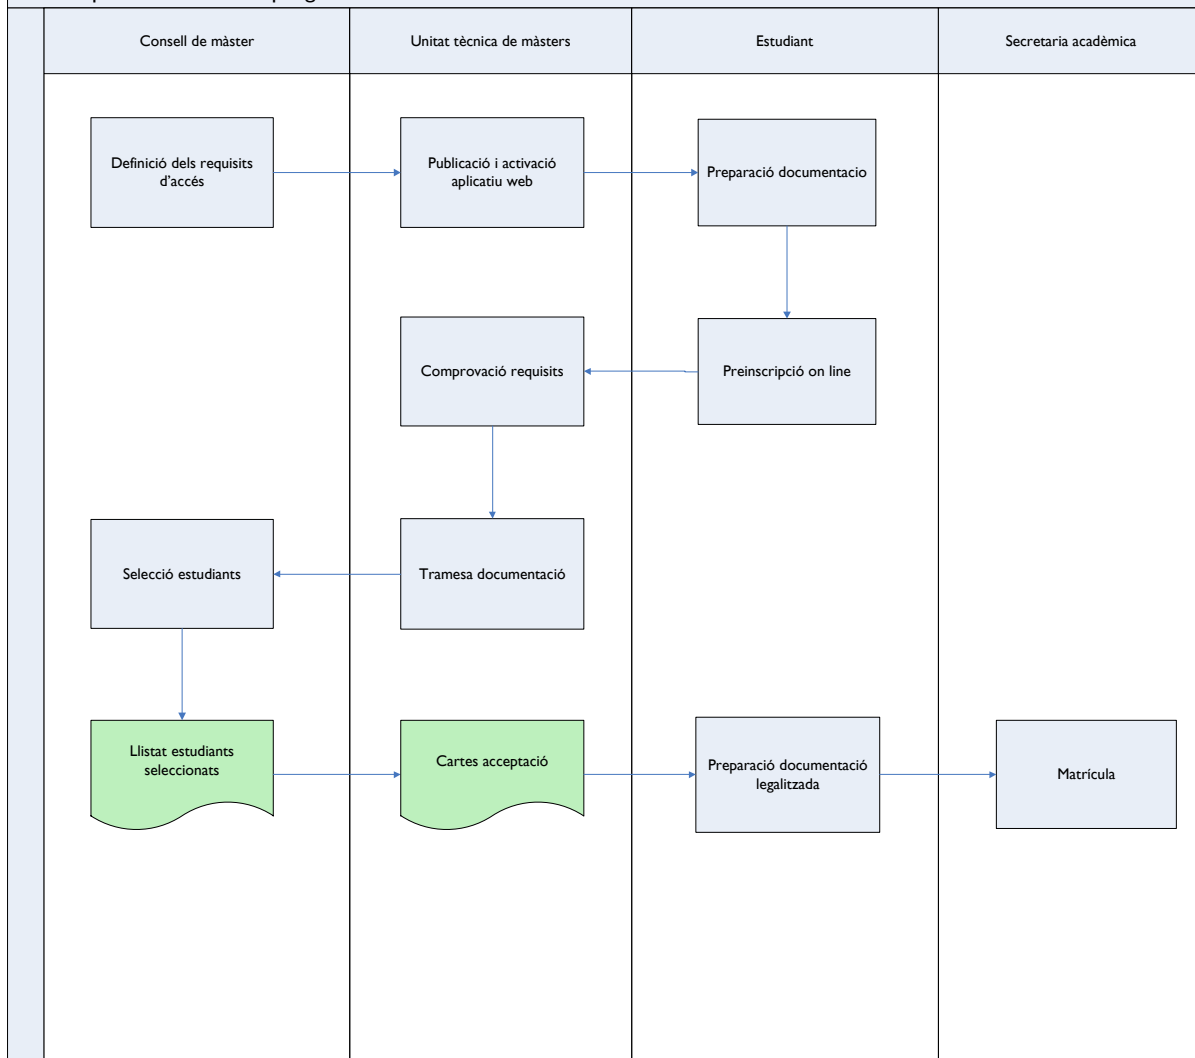 Consell de màster
Unitat tècnica de màsters
Estudiant
Secretaria acadèmica
Definició dels requisits
d'accés
Publicació i activació
aplicatiu web
Preparació documentacio
Comprovació requisits
Preinscripció on line
Selecció estudiants
Tramesa documentació
Llistat estudiants
seleccionats
Cartes acceptació
Preparació documentació
legalitzada
Matrícula